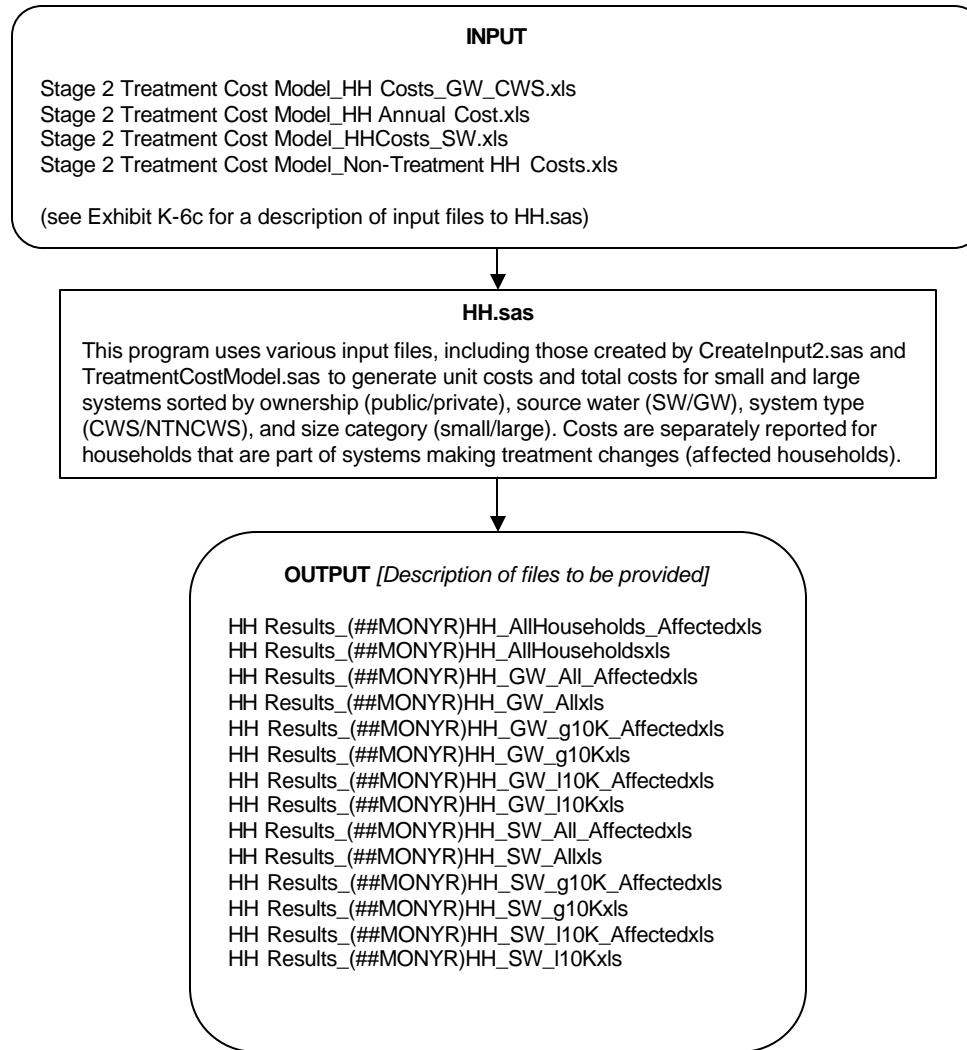 INPUT
Stage 2 Treatment Cost Model_HH Costs_GW_CWS.xls
Stage 2 Treatment Cost Model_HH Annual Cost.xls
Stage 2 Treatment Cost Model_HHCosts_SW.xls
Stage 2 Treatment Cost Model_Non-Treatment HH Costs.xls
(see Exhibit K-6c for a description of input files to HH.sas)
HH.sas
This program uses various input files, including those created by CreateInput2.sas and
TreatmentCostModel.sas to generate unit costs and total costs for small and large
systems sorted by ownership (public/private), source water (SW/GW), system type
(CWS/NTNCWS), and size category (small/large). Costs are separately reported for
households that are part of systems making treatment changes (affected households).
OUTPUT [Description of files to be provided]
HH Results_(##MONYR)HH_AllHouseholds_Affectedxls
HH Results_(##MONYR)HH_AllHouseholdsxls
HH Results_(##MONYR)HH_GW_All_Affectedxls
HH Results_(##MONYR)HH_GW_Allxls
HH Results_(##MONYR)HH_GW_g10K_Affectedxls
HH Results_(##MONYR)HH_GW_g10Kxls
HH Results_(##MONYR)HH_GW_l10K_Affectedxls
HH Results_(##MONYR)HH_GW_l10Kxls
HH Results_(##MONYR)HH_SW_All_Affectedxls
HH Results_(##MONYR)HH_SW_Allxls
HH Results_(##MONYR)HH_SW_g10K_Affectedxls
HH Results_(##MONYR)HH_SW_g10Kxls
HH Results_(##MONYR)HH_SW_l10K_Affectedxls
HH Results_(##MONYR)HH_SW_l10Kxls